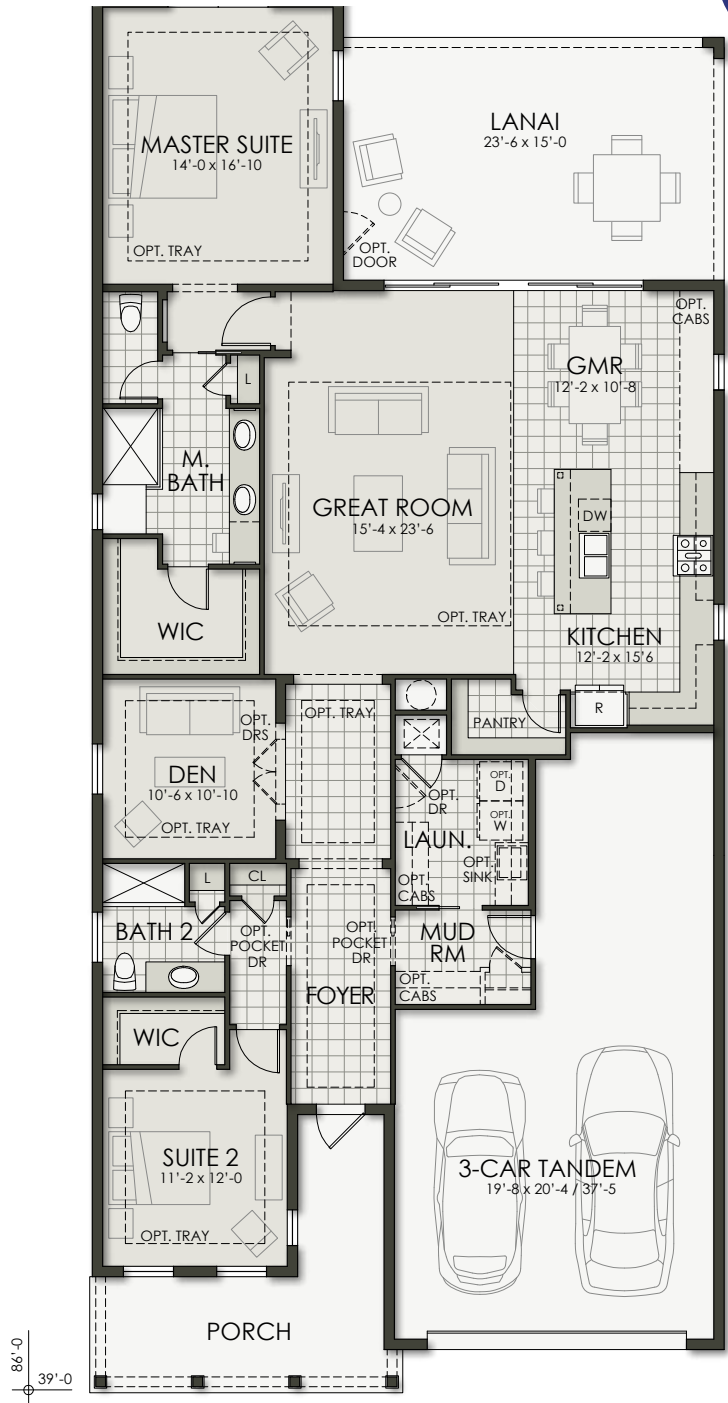 MASTER SUITE
14'-0 x 16'-10
OPT. TRAY
LANAI
23'-6 x 15'-0
OPT.
DOOR
OPT.
CABS
GMR
12'-2 x 10'-8
L
M.
BATH
GREAT ROOM
15'-4 x 23'-6
OPT. TRAY
DW
WIC
KITCHEN
12'-2 x 15'6
R
PANTRY
OPT. TRAY
OPT.
DRS
DEN
10'-6 x 10'-10
OPT. TRAY
OPT.
DR
OPT.
D
OPT.
W
LAUN.
OPT.
SINK
OPT.
CABS
L
CL
BATH 2
OPT.
POCKET
DR
OPT.
POCKET
DR
MUD
RM
OPT.
CABS
FOYER
WIC
SUITE 2
11'-2 x 12'-0
OPT. TRAY
3-CAR TANDEM
19'-8 x 20'-4 / 37'-5
PORCH
86'-0
39'-0